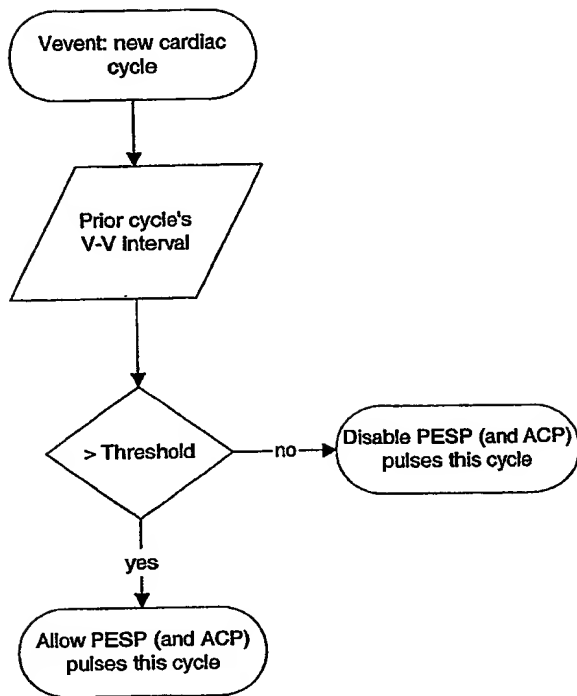 Vevent: new cardiac
cycle
Prior cycle's
V-V Interval
> Threshold
no
Disable PESP (and ACP)
pulses this cycle
yes
Allow PESP (and ACP)
pulses this cycle